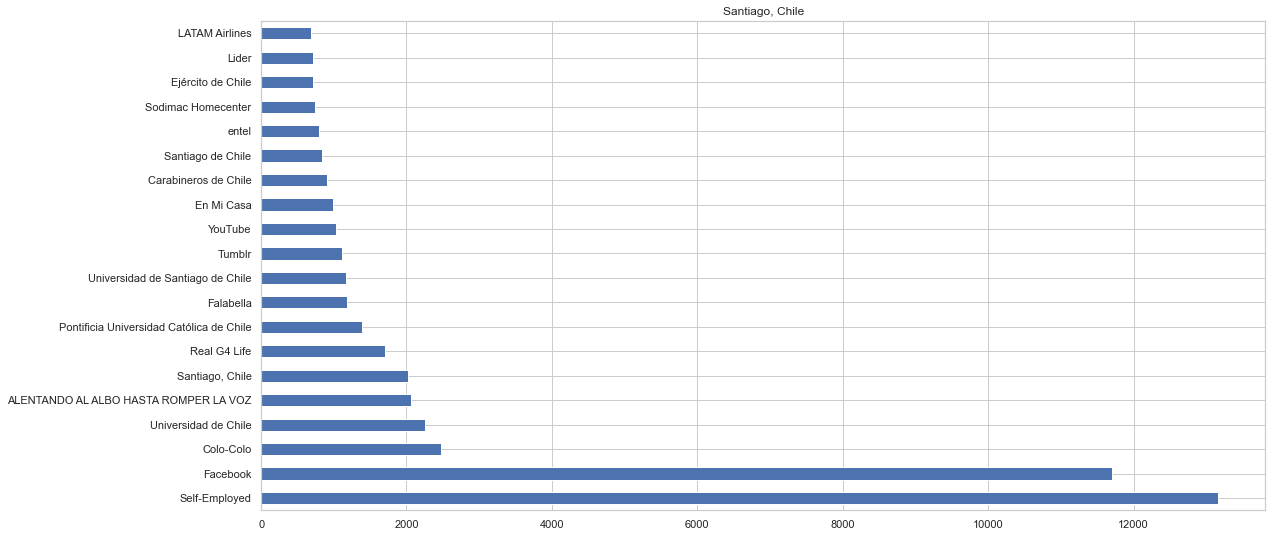 Santiago, Chile
LATAM Airlines
Lider
Ejército de Chile
Sodimac Homecenter
entel
Santiago de Chile
Carabineros de Chile
En Mi Casa
YouTube
Tumblr
Universidad de Santiago de Chile
Falabella
Pontificia Universidad Católica de Chile
Real G4 Life
Santiago, Chile
ALENTANDO AL ALBO HASTA ROMPER LA VOZ
Universidad de Chile
Colo-Colo
Facebook
Self-Employed
0 2000 4000 6000 8000 10000 12000